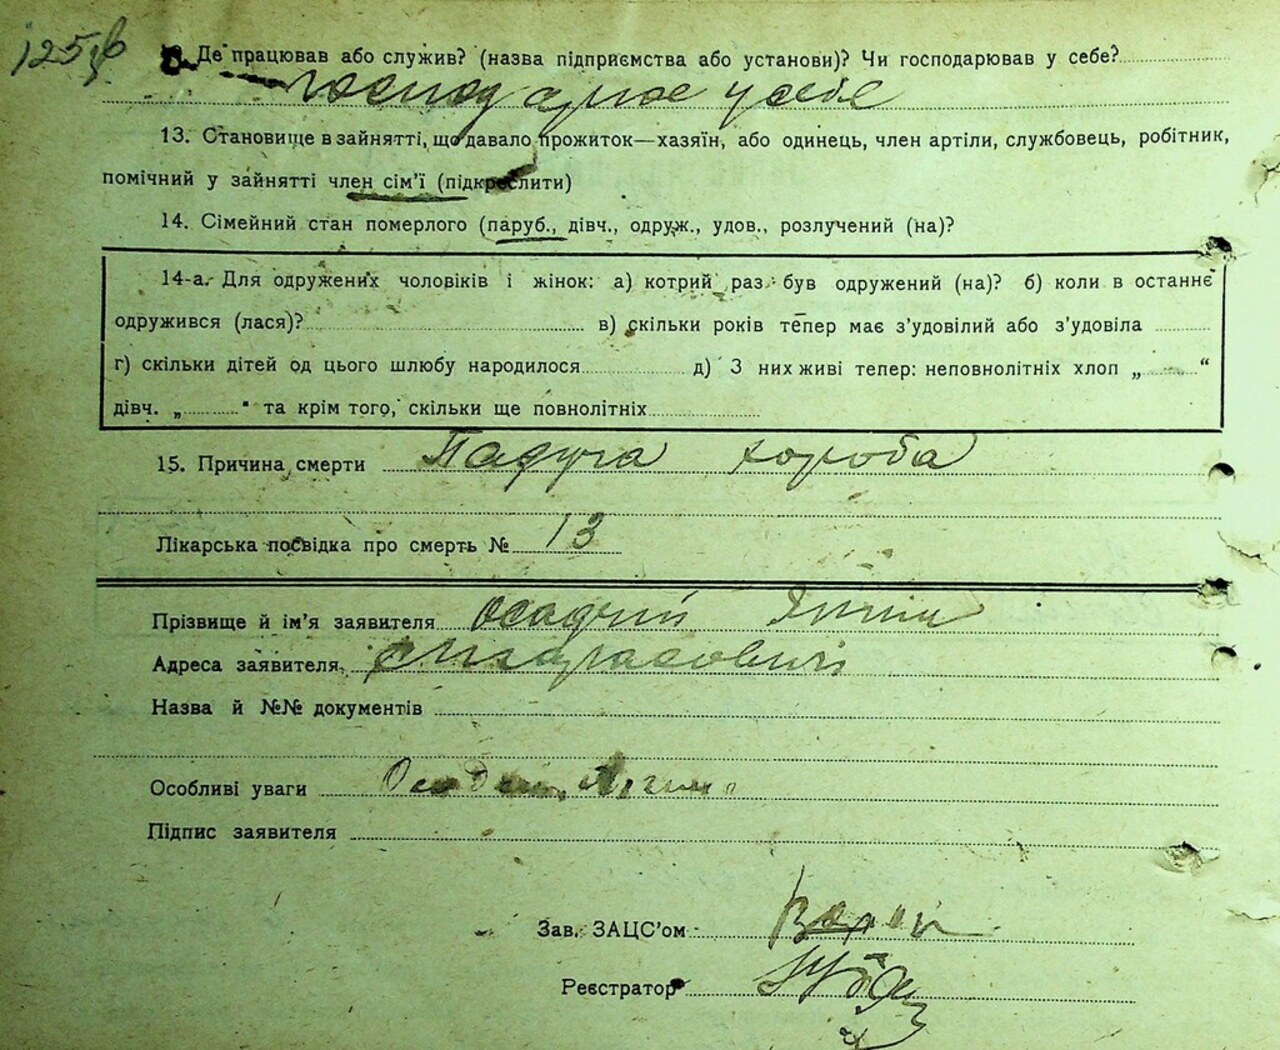 125зв
12. Де працював або служив? (назва підприємства або установи)? Чи господарював у себе?
господарює у себе
13. Становище в зайнятті, що давало прожиток—хазяїн, або одинець, член артілі, службовець, робітник,
помічний у зайнятті член сім’ї (підкреслити)
14. Сімейний стан померлого (паруб., дівч., одруж., удов., розлучений (на)?
14-а. Для одружених чоловіків і жінок: а) котрий раз був одружений (на)? б) коли в останнє
одружився (лася)? в) скільки років тепер має з’удовілий або з’удовіла
г) скільки дітей од цього шлюбу народилося д) З них живі тепер: неповнолітніх хлоп „ “
дівч. „ “ та крім того, скільки ще повнолітніх
15. Причина смерти Падуча хороба
Лікарська посвідка про смерть № 13
Прізвище й ім’я заявителя Осадчий
Адреса заявителя Тарасович
Назва й №№ документів
Особливі уваги Осадчий
Підпис заявителя
Зав. ЗАЦС’ом
Реєстратор